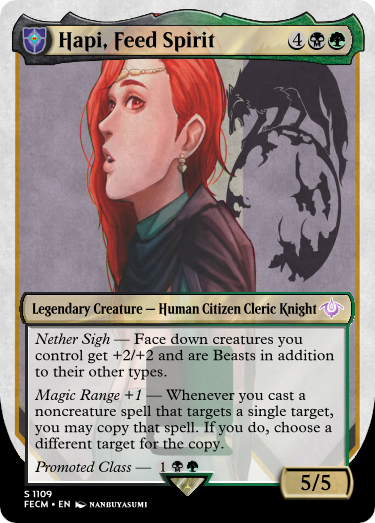 Hapi, Feed Spirit 4
Legendary Creature — Human Citizen Cleric Knight
Nether Sigh — Face down creatures you
control get +2/+2 and are Beasts in addition
to their other types.
Magic Range +1 — Whenever you cast a
noncreature spell that targets a single target,
you may copy that spell. If you do, choose a
different target for the copy.
Promoted Class — 1
5/5
S 1109
FECM • EN NANBUYASUMI